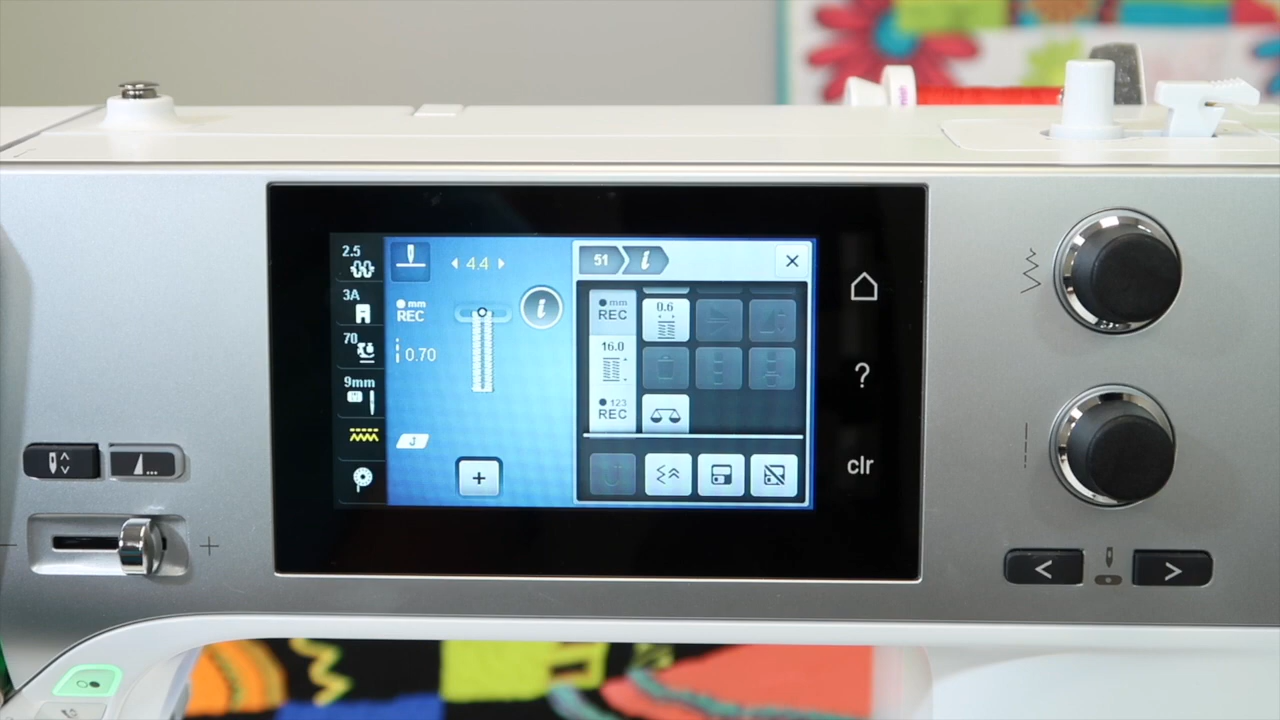 2.5
3A
70
9mm
4.4
mm
REC
0.70
J
+
51
i
i
mm
REC
0.6
16.0
123
REC
?
clr
- +
< >